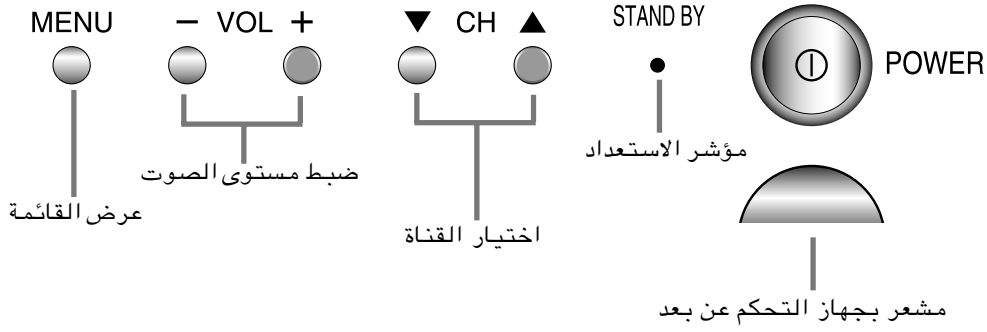 MENU
− VOL +
▼ CH ▲
STAND BY
POWER
مؤشر الاستعداد
ضبط مستوى الصوت
عرض القائمة
اختيار القناة
مشعر بجهاز التحكم عن بعد